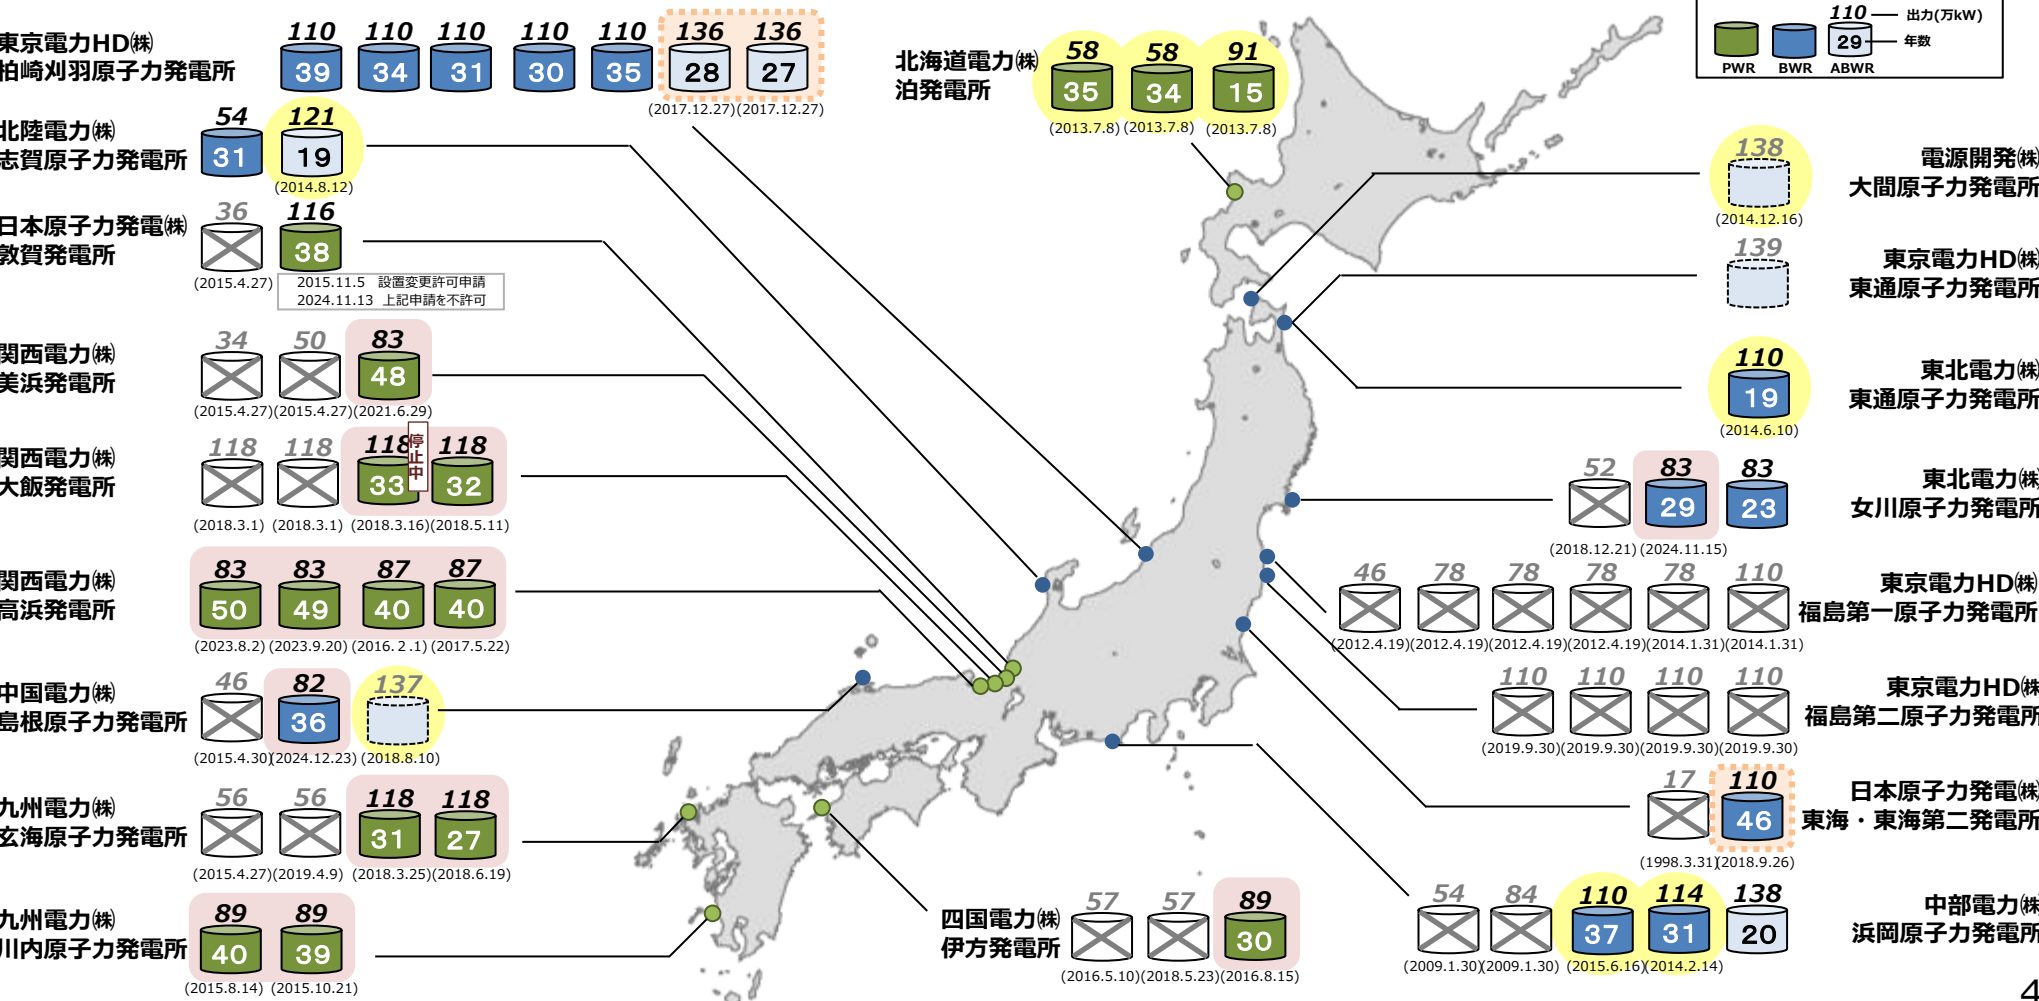 東京電力HD㈱
柏崎刈羽原子力発電所
110 110 110 110 110 136 136
39 34 31 30 35 28 27
(2017.12.27)(2017.12.27)
北陸電力㈱
志賀原子力発電所
54 121
31 19
(2014.8.12)
日本原子力発電㈱
敦賀発電所
36 116
38
(2015.4.27)
2015.11.5 設置変更許可申請
2024.11.13 上記申請を不許可
関西電力㈱
美浜発電所
34 50 83
48
(2015.4.27)(2015.4.27)(2021.6.29)
関西電力㈱
大飯発電所
118 118 118 118
停止中
33 32
(2018.3.1) (2018.3.1) (2018.3.16)(2018.5.11)
関西電力㈱
高浜発電所
83 83 87 87
50 49 40 40
(2023.8.2) (2023.9.20) (2016.2.1) (2017.5.22)
中国電力㈱
島根原子力発電所
46 82 137
36
(2015.4.30)(2024.12.23) (2018.8.10)
九州電力㈱
玄海原子力発電所
56 56 118 118
31 27
(2015.4.27)(2019.4.9) (2018.3.25)(2018.6.19)
九州電力㈱
川内原子力発電所
89 89
40 39
(2015.8.14) (2015.10.21)
北海道電力㈱
泊発電所
58 58 91
35 34 15
(2013.7.8) (2013.7.8) (2013.7.8)
110 出力(万kW)
29 年数
PWR BWR ABWR
138
電源開発㈱
大間原子力発電所
(2014.12.16)
139
東京電力HD㈱
東通原子力発電所
110
19
東北電力㈱
東通原子力発電所
(2014.6.10)
52 83 83
29 23
東北電力㈱
女川原子力発電所
(2018.12.21) (2024.11.15)
46 78 78 78 78 110
東京電力HD㈱
福島第一原子力発電所
(2012.4.19)(2012.4.19)(2012.4.19)(2012.4.19)(2014.1.31)(2014.1.31)
110 110 110 110
東京電力HD㈱
福島第二原子力発電所
(2019.9.30)(2019.9.30)(2019.9.30)(2019.9.30)
17 110
46
日本原子力発電㈱
東海・東海第二発電所
(1998.3.31)(2018.9.26)
54 84 110 114 138
37 31 20
中部電力㈱
浜岡原子力発電所
(2009.1.30)(2009.1.30) (2015.6.16)(2014.2.14)
四国電力㈱
伊方発電所
57 57 89
30
(2016.5.10) (2018.5.23) (2016.8.15)
4